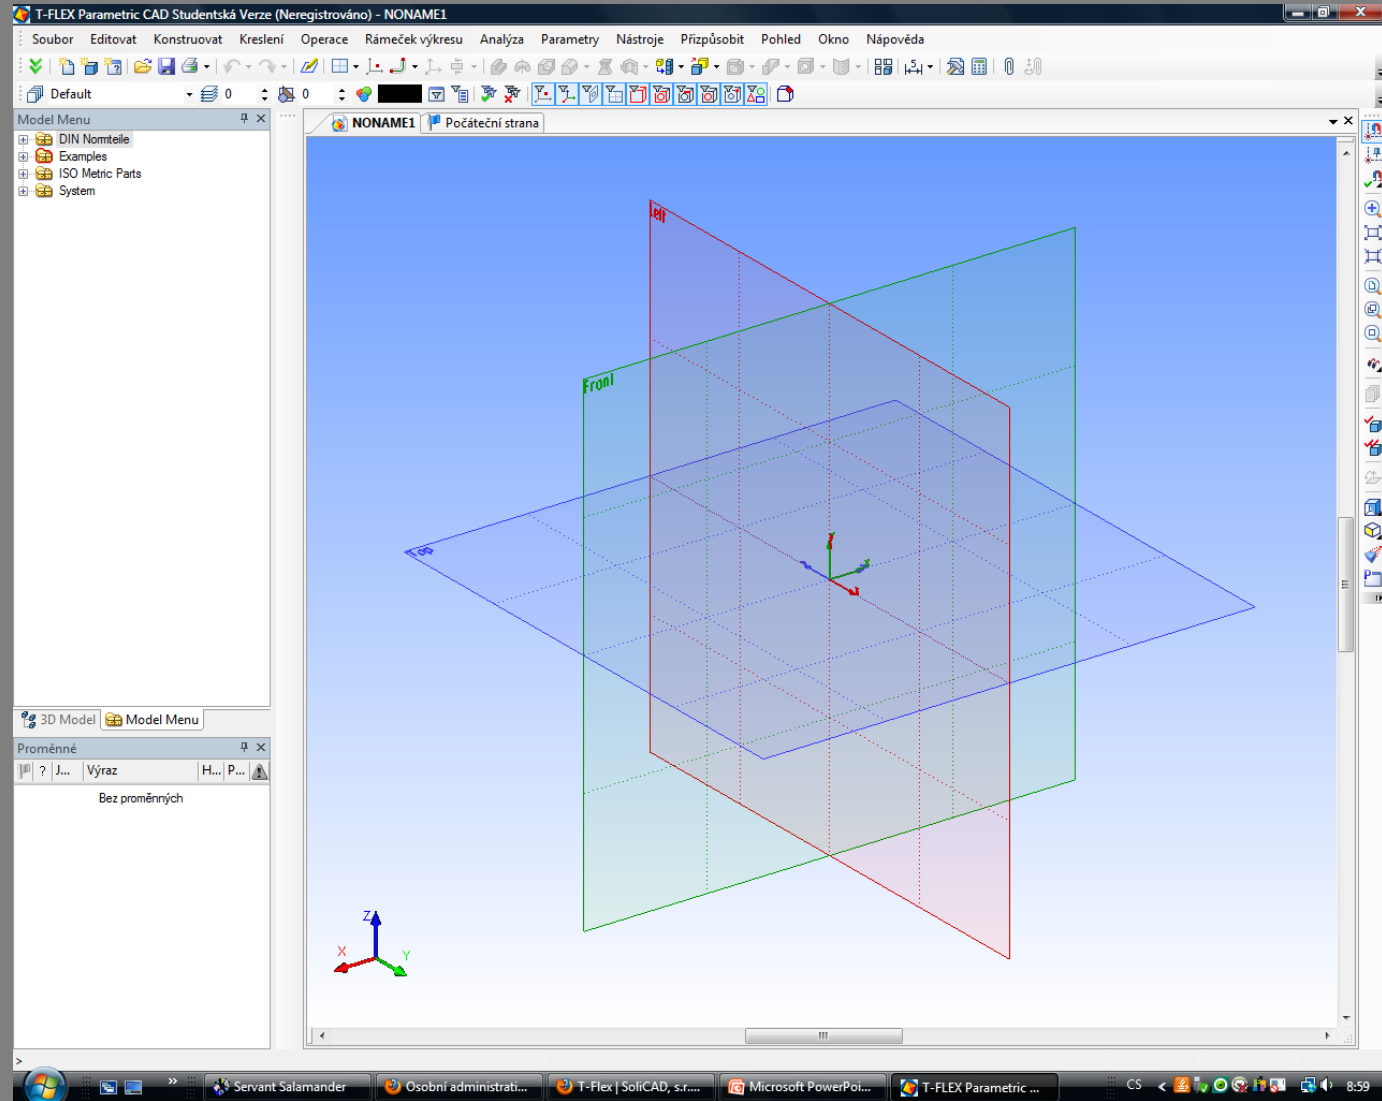 T-FLEX Parametric CAD Studentská Verze (Neregistrováno) - NONAME1
Soubor Editovat Konstruovat Kreslení Operace Rámeček výkresu Analýza Parametry Nástroje Přizpůsobit Pohled Okno Nápověda
Default 0 0
Model Menu
NONAME1 Počáteční strana
DIN Normteile
Examples
ISO Metric Parts
System
Left
Front
Top
3D Model Model Menu
Proměnné
? J... Výraz H... P...
Bez proměnných
Z
X Y
>
Servant Salamander Osobní administrati... T-Flex | SoliCAD, s.r.... Microsoft PowerPoi... T-FLEX Parametric ... CS 8:59